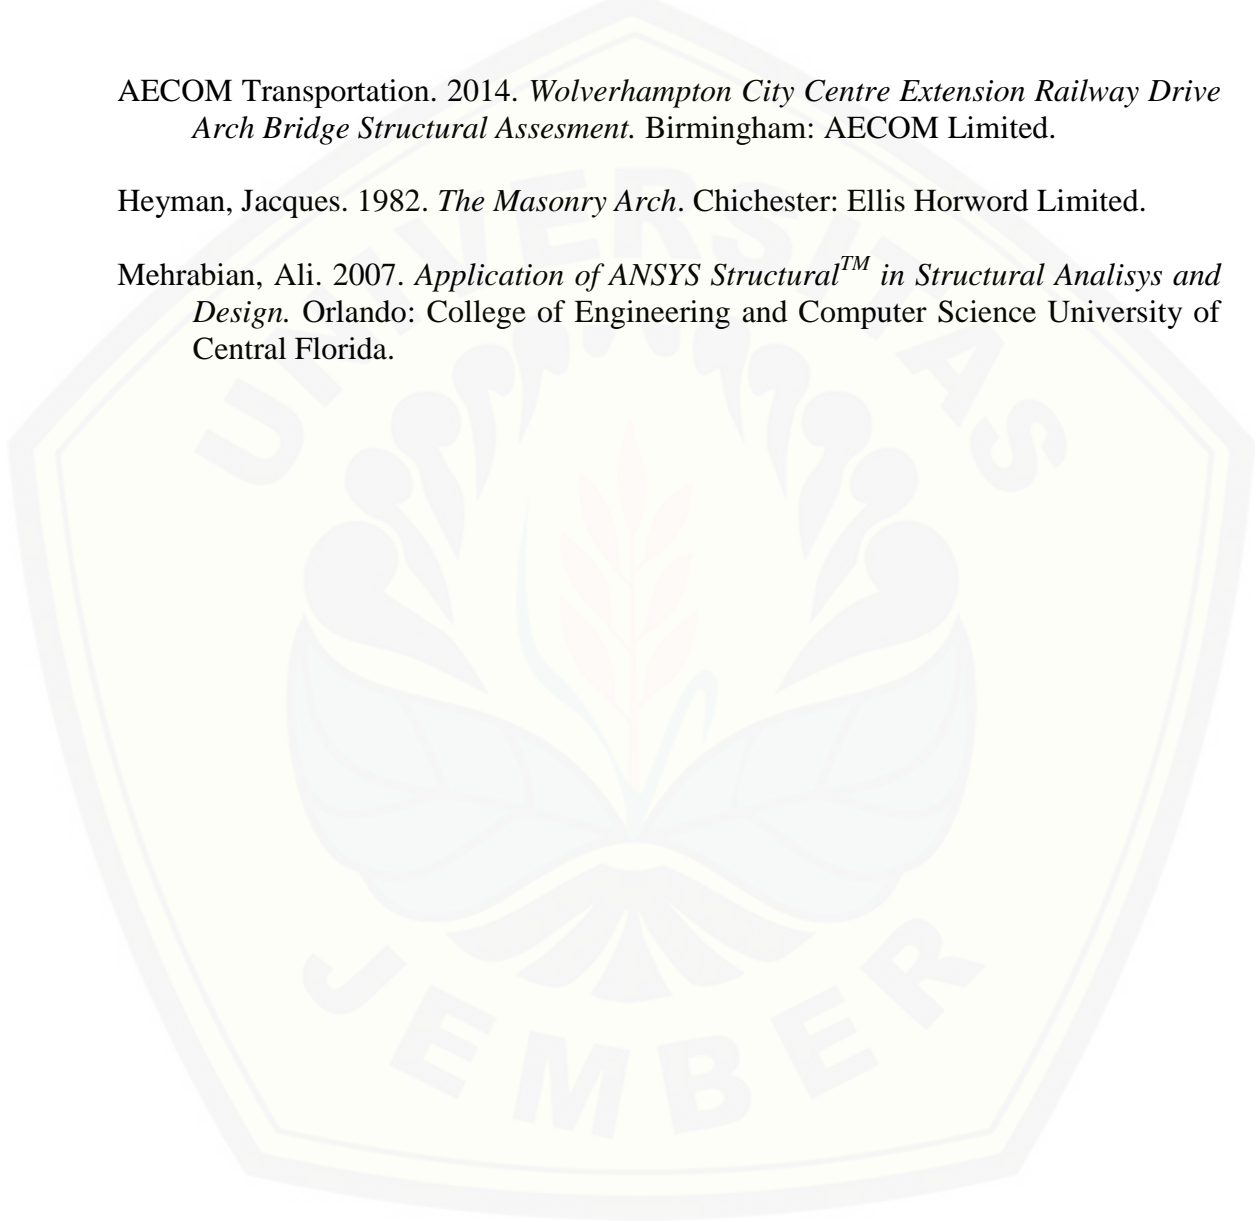 AECOM Transportation. 2014. Wolverhampton City Centre Extension Railway Drive
Arch Bridge Structural Assesment. Birmingham: AECOM Limited.
Heyman, Jacques. 1982. The Masonry Arch. Chichester: Ellis Horword Limited.
Mehrabian, Ali. 2007. Application of ANSYS Structural™ in Structural Analisys and
Design. Orlando: College of Engineering and Computer Science University of
Central Florida.
UNIVERSITAS
JEMBER